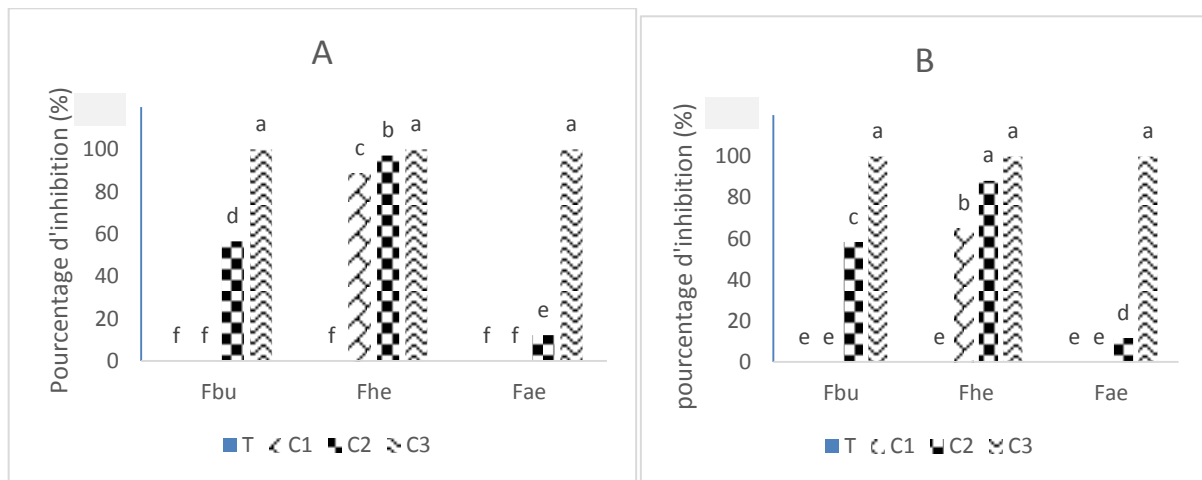 A
Pourcentage d'inhibition (%)
100
80
60
40
20
0
f f d a
f c b a
f f e a
Fbu Fhe Fae
T C1 C2 C3
B
pourcentage d'inhibition (%)
100
80
60
40
20
0
e e c a
e b a a
e e d a
Fbu Fhe Fae
T C1 C2 C3